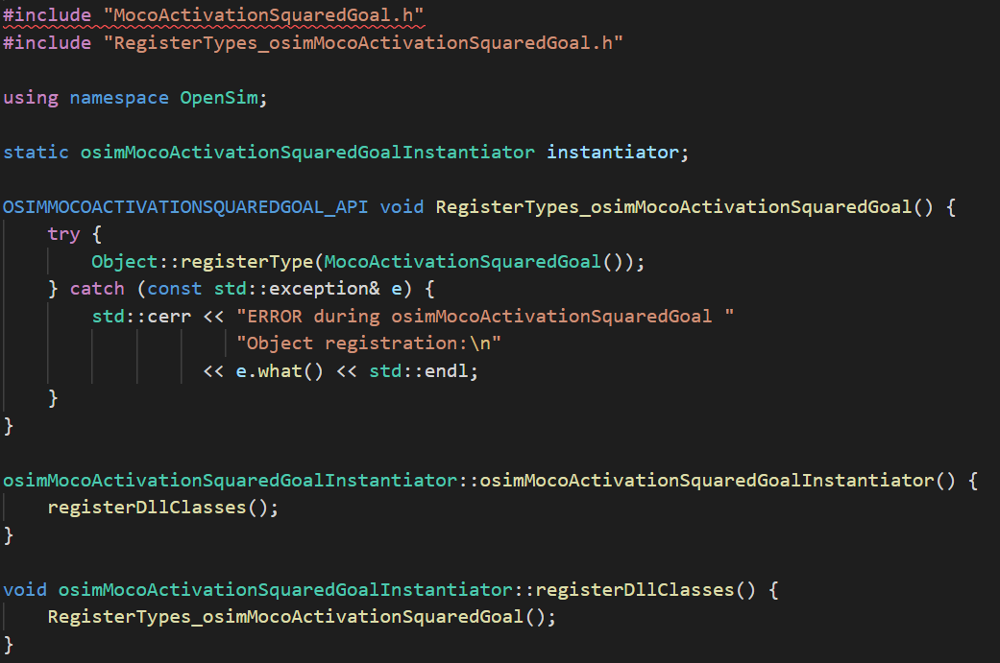 #include "MocoActivationSquaredGoal.h"
#include "RegisterTypes_osimMocoActivationSquaredGoal.h"

using namespace OpenSim;

static osimMocoActivationSquaredGoalInstantiator instantiator;

OSIMMOCOACTIVATIONSQUAREDGOAL_API void RegisterTypes_osimMocoActivationSquaredGoal() {
    try {
        Object::registerType(MocoActivationSquaredGoal());
    } catch (const std::exception& e) {
        std::cerr << "ERROR during osimMocoActivationSquaredGoal "
                     "Object registration:\n"
                  << e.what() << std::endl;
    }
}

osimMocoActivationSquaredGoalInstantiator::osimMocoActivationSquaredGoalInstantiator() {
    registerDllClasses();
}

void osimMocoActivationSquaredGoalInstantiator::registerDllClasses() {
    RegisterTypes_osimMocoActivationSquaredGoal();
}